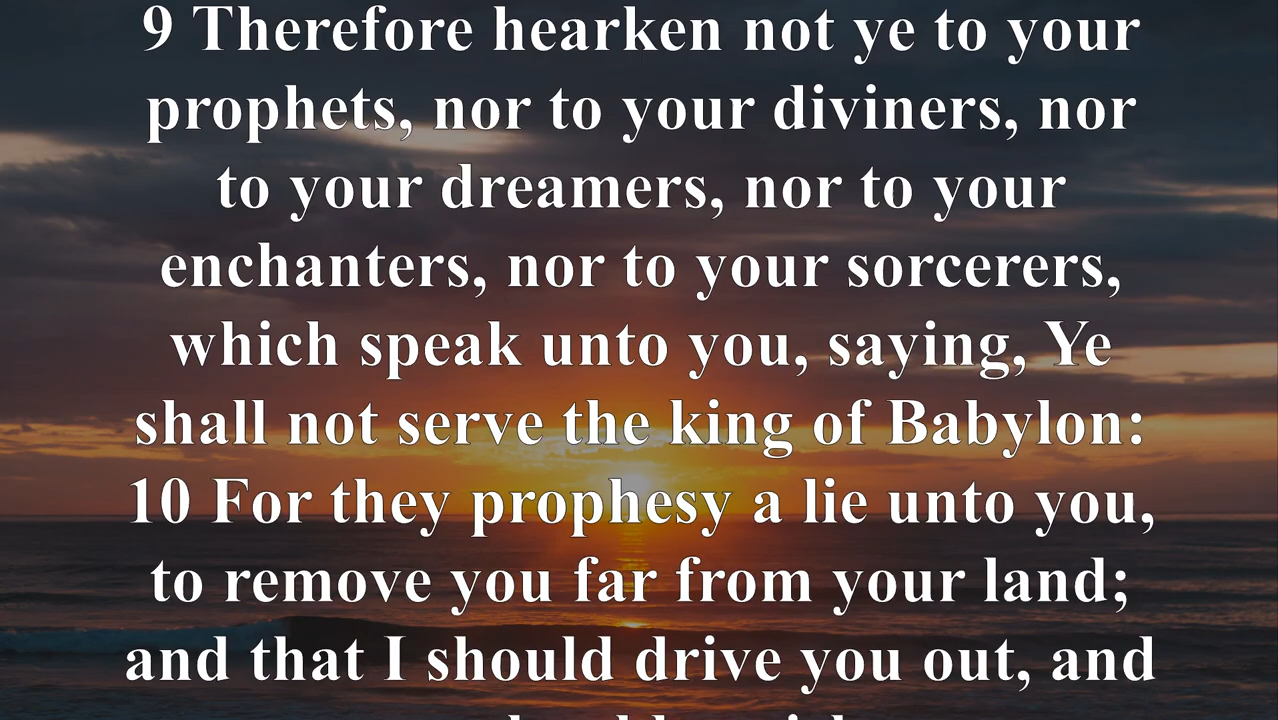 9 Therefore hearken not ye to your
prophets, nor to your diviners, nor
to your dreamers, nor to your
enchanters, nor to your sorcerers,
which speak unto you, saying, Ye
shall not serve the king of Babylon:
10 For they prophesy a lie unto you,
to remove you far from your land;
and that I should drive you out, and